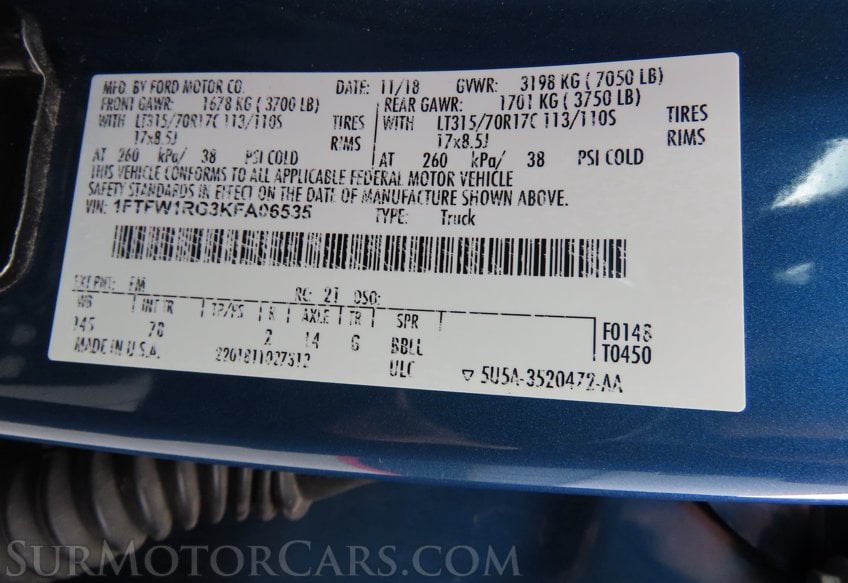 MFD. BY FORD MOTOR CO. DATE: 11/18 GVWR: 3198 KG ( 7050 LB)
FRONT GAWR: 1678 KG ( 3700 LB) REAR GAWR: 1701 KG ( 3750 LB)
WITH LT315/70R17C 113/110S TIRES WITH LT315/70R17C 113/110S TIRES
17x8.5J RIMS 17x8.5J RIMS
AT 260 kPa/ 38 PSI COLD AT 260 kPa/ 38 PSI COLD
THIS VEHICLE CONFORMS TO ALL APPLICABLE FEDERAL MOTOR VEHICLE
SAFETY STANDARDS IN EFFECT ON THE DATE OF MANUFACTURE SHOWN ABOVE.
VIN: 1FTFW1RG3KFA06535 TYPE: Truck
EXT PNT: RC: 21 DSO:
WB INT TR TP/PS R AXLE TR SPR F0148
145 2 14 G BBLL T0450
MADE IN U.S.A. ULC ▽ 5U5A-3520472-AA
SurMotorCars.com